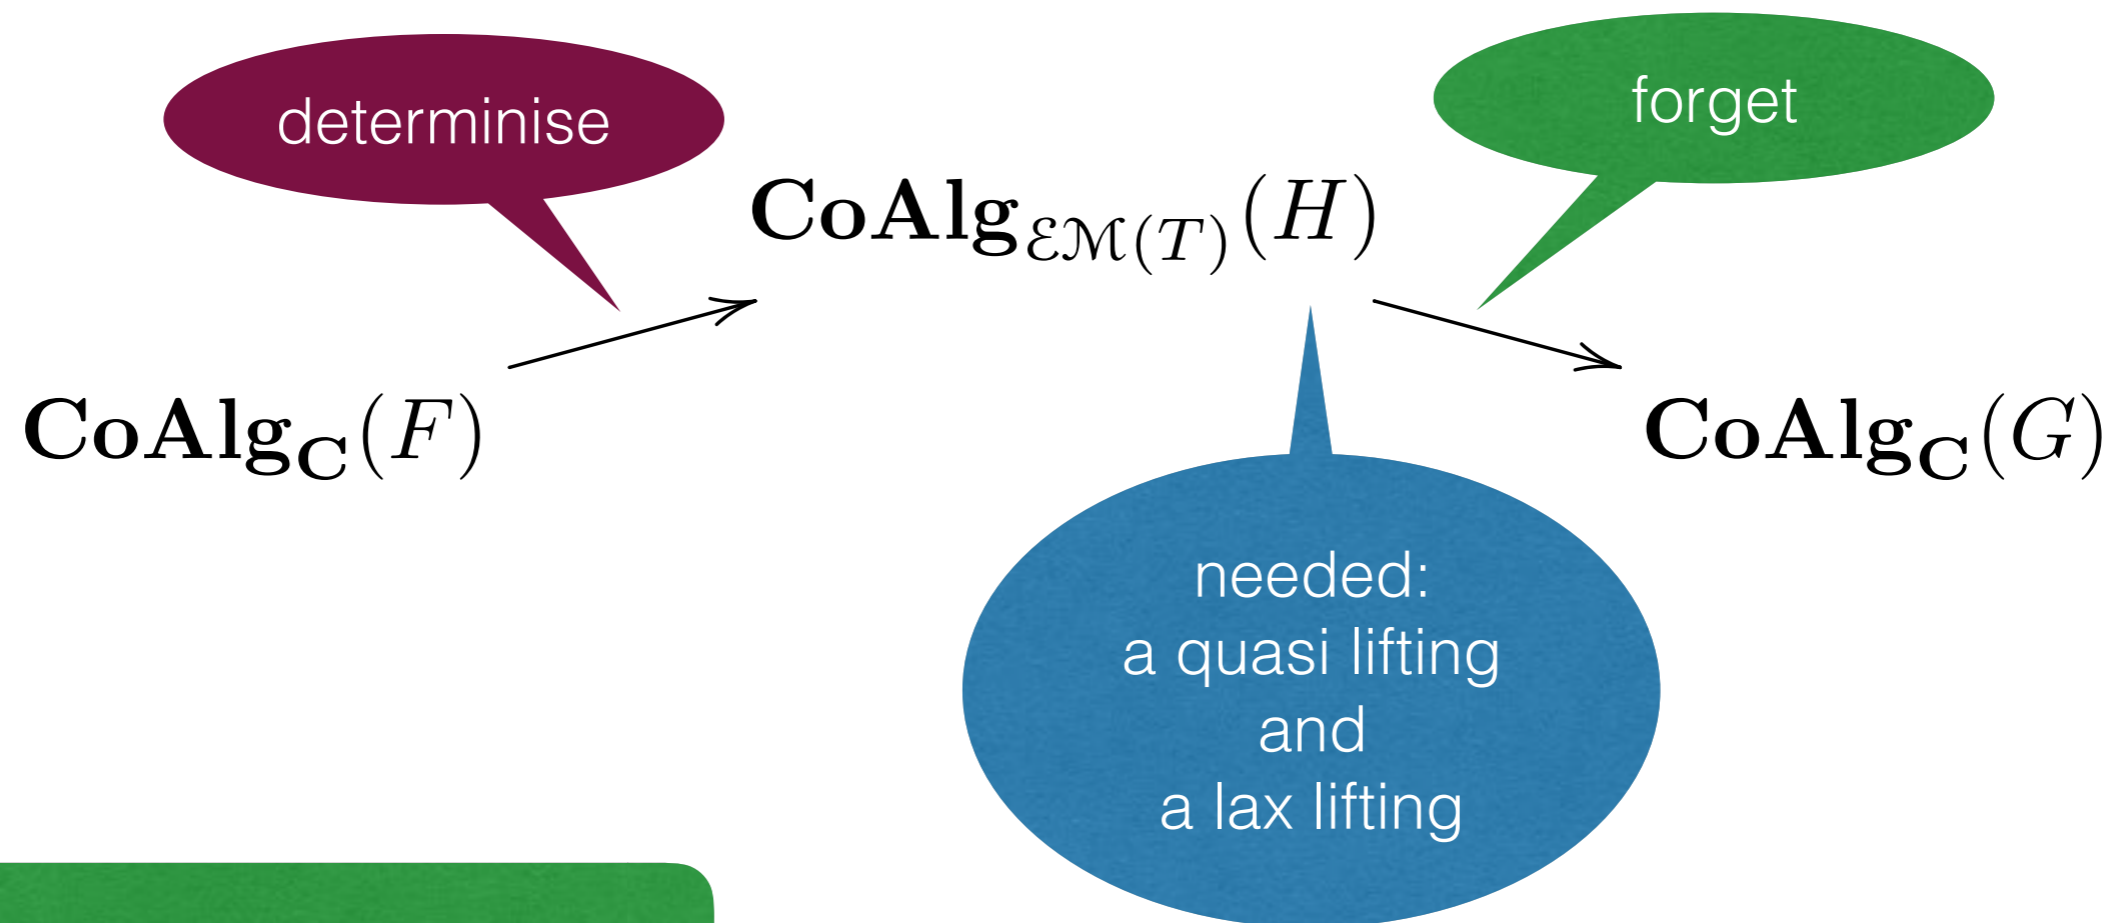 determinise
forget
CoAlg_{ℰℳ(T)}(H)
CoAlg_C(F)
CoAlg_C(G)
needed:
a quasi lifting
and
a lax lifting